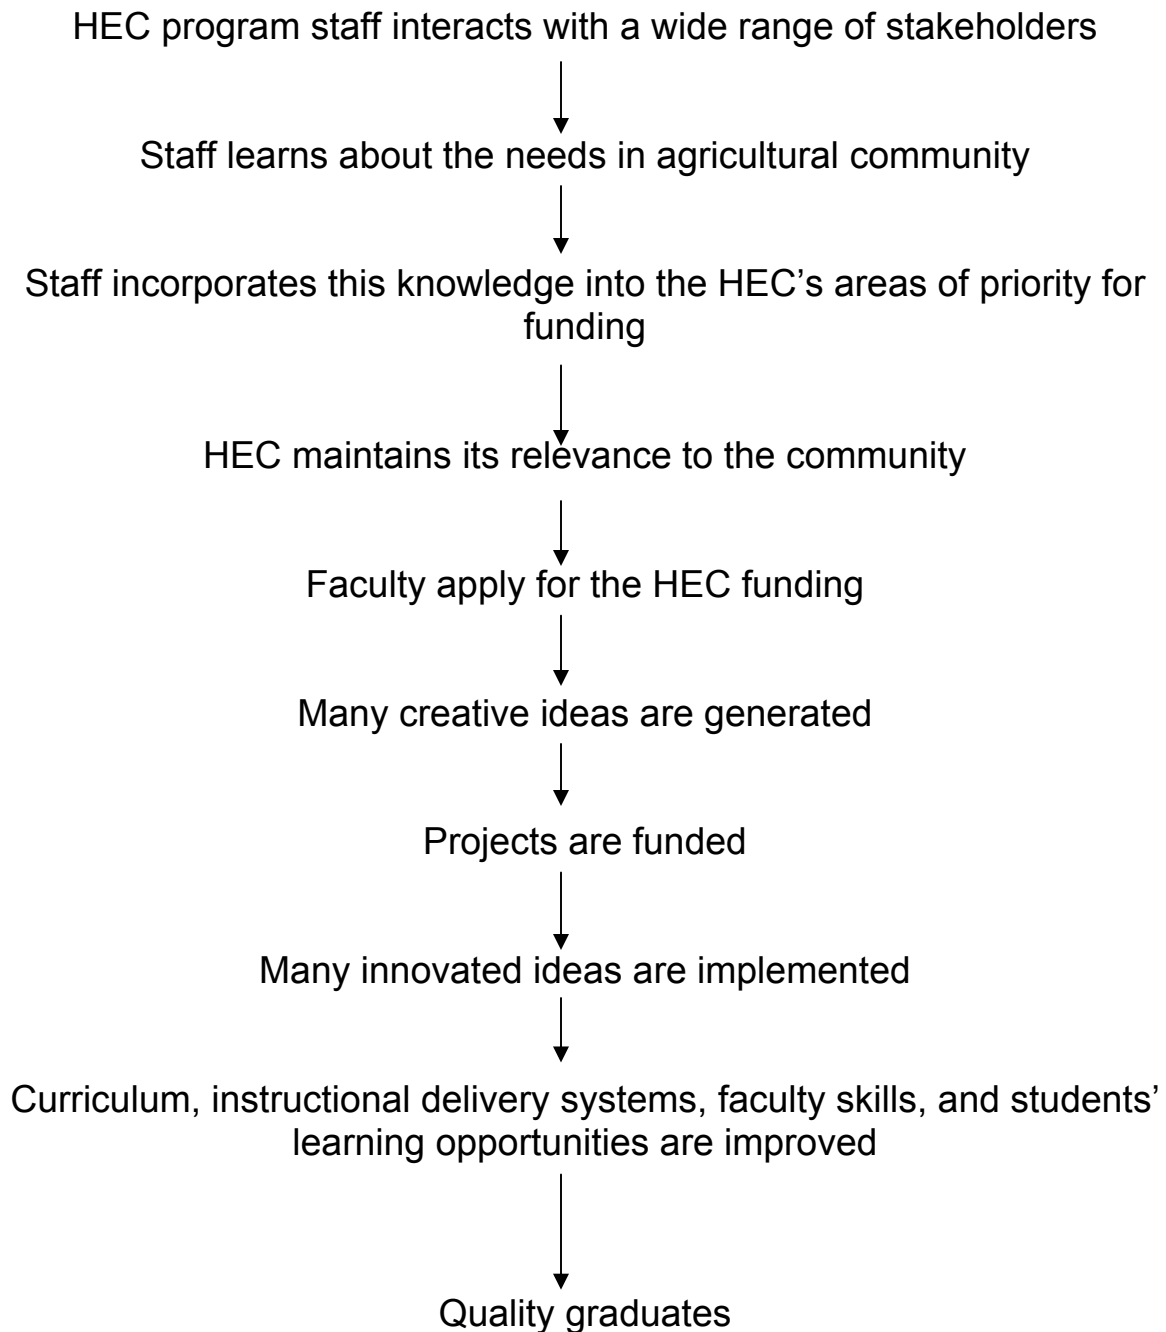 HEC program staff interacts with a wide range of stakeholders
Staff learns about the needs in agricultural community
Staff incorporates this knowledge into the HEC’s areas of priority for
funding
HEC maintains its relevance to the community
Faculty apply for the HEC funding
Many creative ideas are generated
Projects are funded
Many innovated ideas are implemented
Curriculum, instructional delivery systems, faculty skills, and students’
learning opportunities are improved
Quality graduates